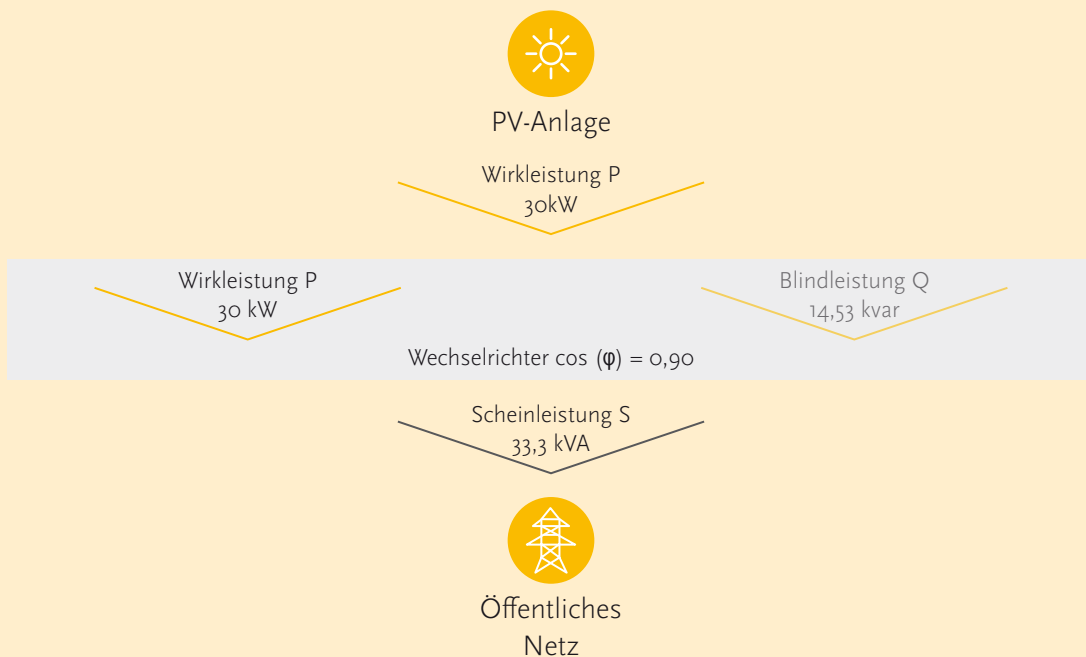 PV-Anlage
Wirkleistung P
30kW
Wirkleistung P
30 kW
Blindleistung Q
14,53 kvar
Wechselrichter cos (φ) = 0,90
Scheinleistung S
33,3 kVA
Öffentliches
Netz